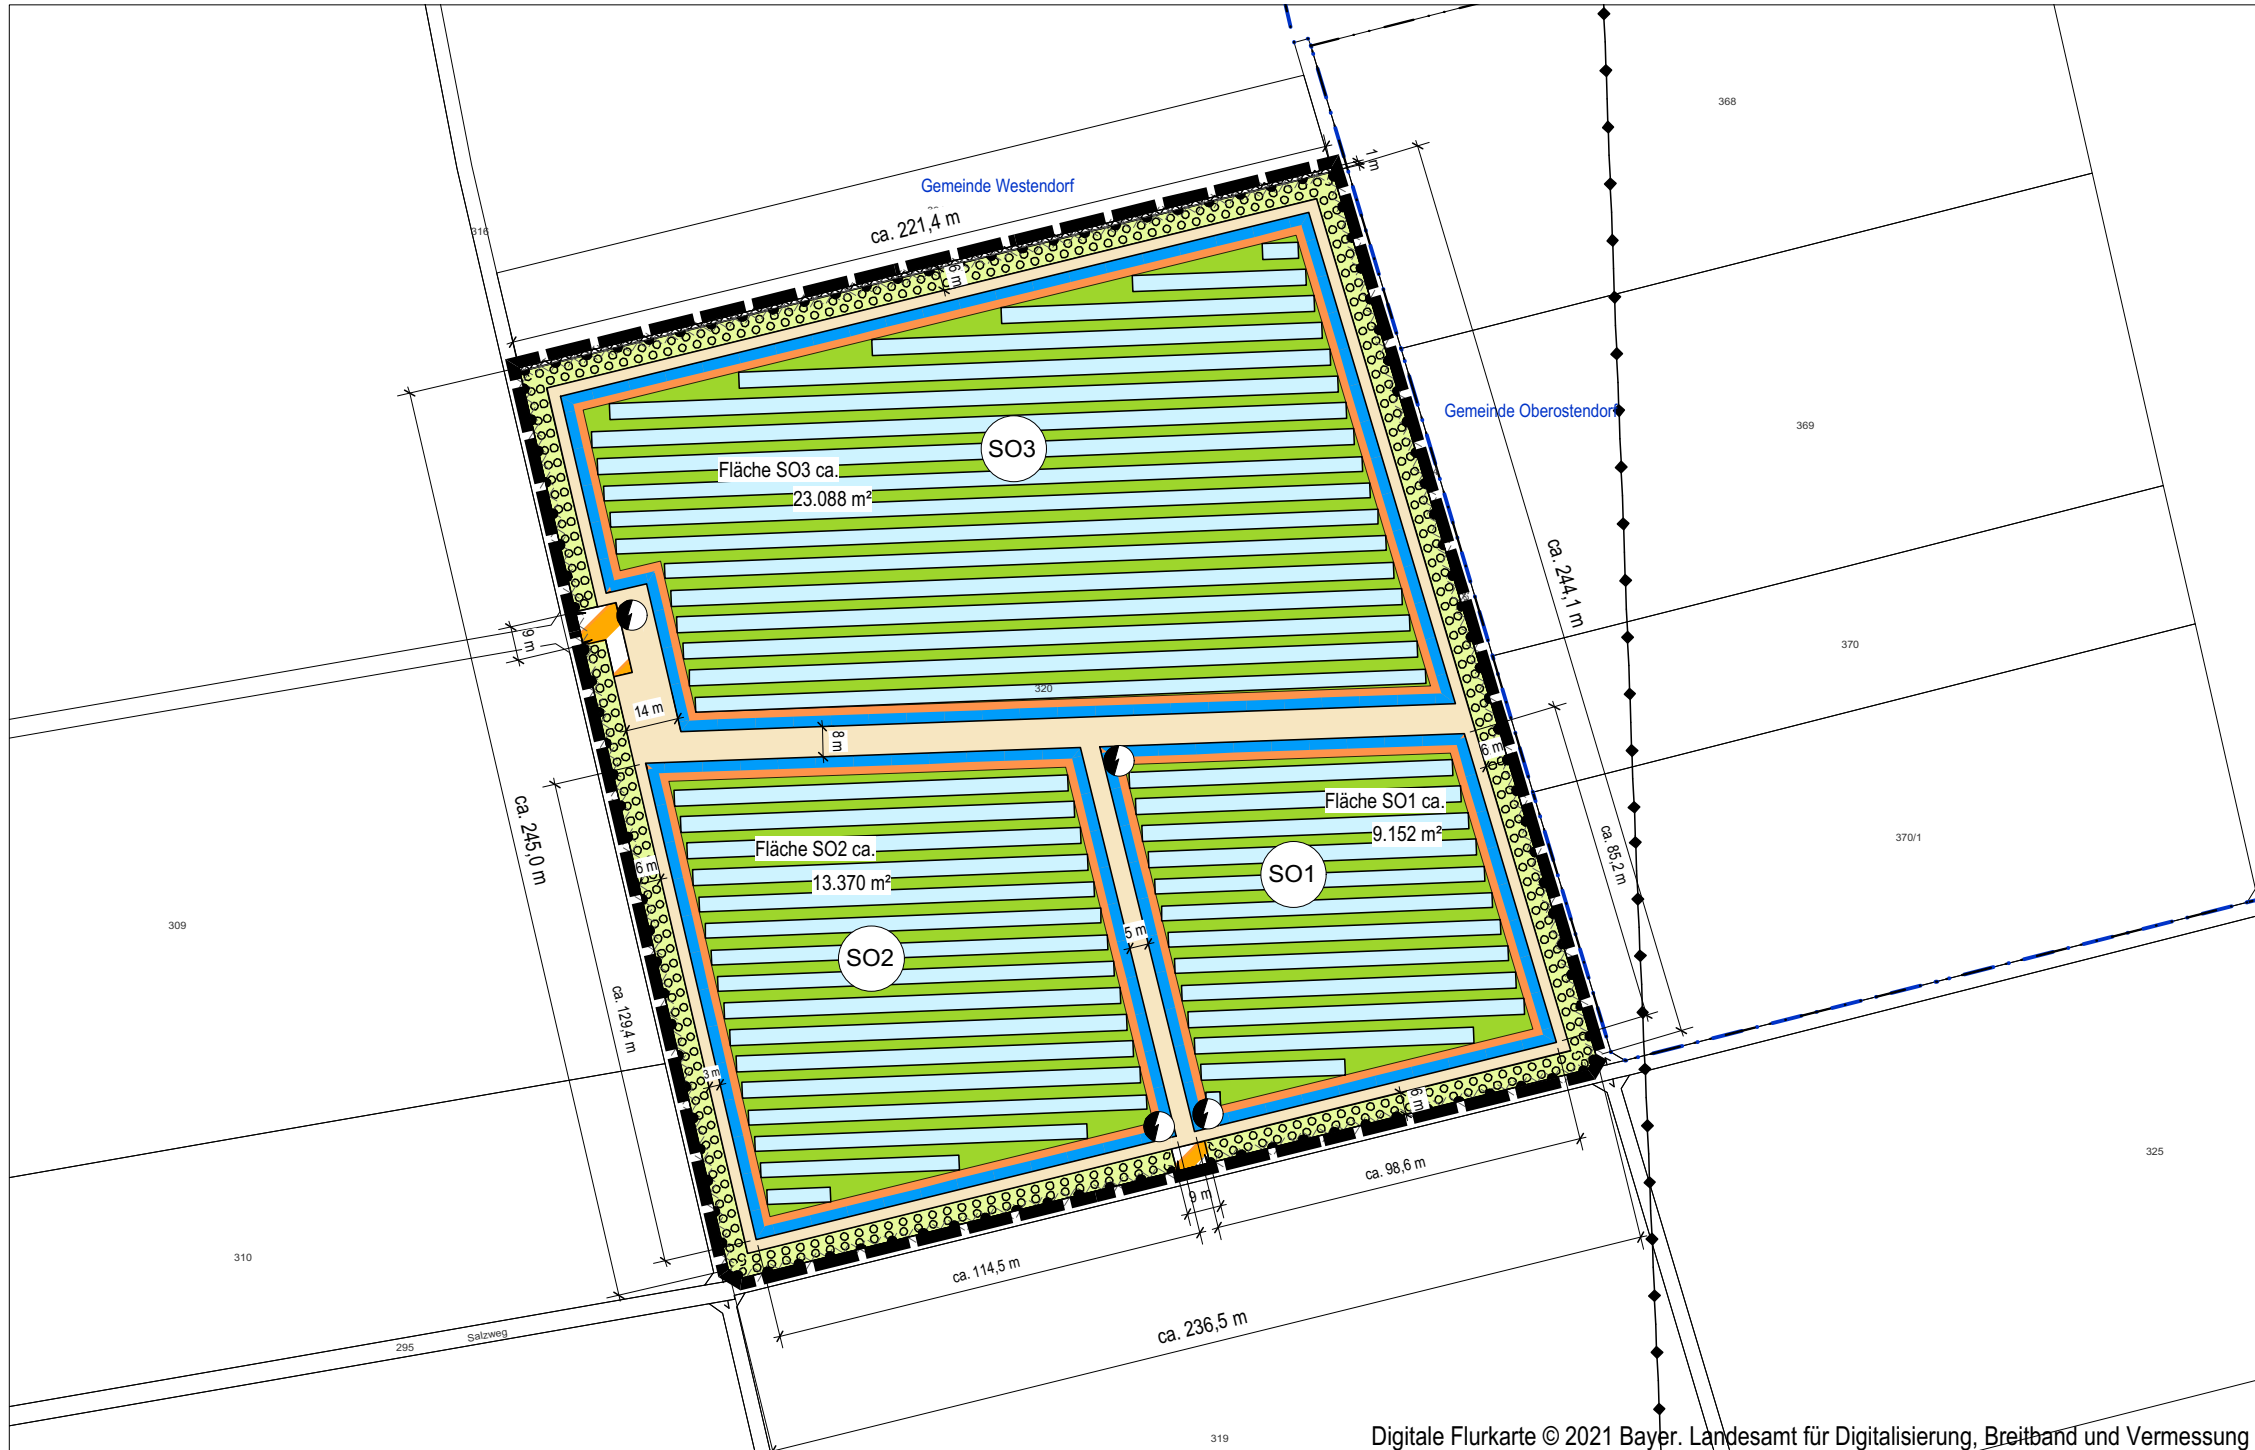 368
1 m
Gemeinde Westendorf
316
ca. 221,4 m
6 m
Gemeinde Oberostendorf
369
SO3
Fläche SO3 ca.
23.088 m²
ca. 244,1 m
9 m
370
320
14 m
8m
6 m
Fläche SO1 ca.
9.152 m²
ca. 85,2 m
370/1
ca. 245,0 m
Fläche SO2 ca.
13.370 m²
6 m
SO1
309
5 m
SO2
ca. 129,4 m
3 m
6 m
325
ca. 98,6 m
9 m
310
ca. 114,5 m
ca. 236,5 m
Salzweg
295
319
Digitale Flurkarte © 2021 Bayer. Landesamt für Digitalisierung, Breitband und Vermessung